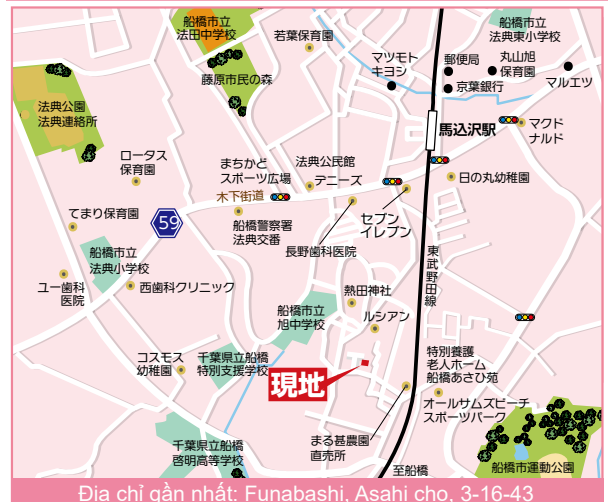 船橋市立
法田中学校
若葉保育園
船橋市立
法典東小学校
マツモト
キヨシ
郵便局
丸山旭
保育園
京葉銀行
マルエツ
藤原市民の森
法典公園
法典連絡所
馬込沢駅
マクド
ナルド
ロータス
保育園
まちかど
スポーツ広場
法典公民館
デニーズ
日の丸幼稚園
木下街道
てまり保育園
59
船橋警察署
法典交番
セブン
イレブン
長野歯科医院
東武野田線
船橋市立
法典小学校
ユー歯科
医院
西歯科クリニック
熱田神社
船橋市立
旭中学校
ルシアン
コスモス
幼稚園
千葉県立船橋
特別支援学校
現地
特別養護
老人ホーム
船橋あさひ苑
オールサムズビーチ
スポーツパーク
まる甚農園
直売所
千葉県立船橋
啓明高等学校
至船橋
船橋市運動公園
Địa chỉ gần nhất: Funabashi, Asahi cho, 3-16-43